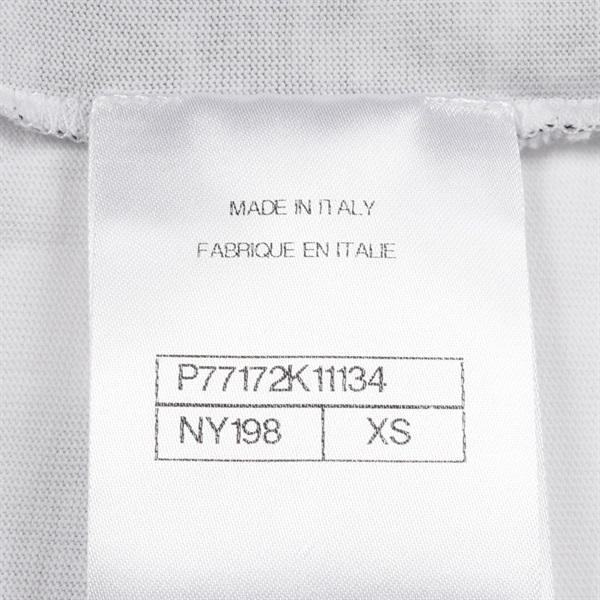 MADE IN ITALY
FABRIQUE EN ITALIE
P77172K11134
NY198 XS